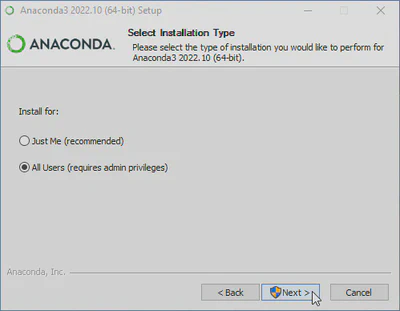 Anaconda3 2022.10 (64-bit) Setup
ANACONDA.
Select Installation Type
Please select the type of installation you would like to perform for
Anaconda3 2022.10 (64-bit).
Install for:
Just Me (recommended)
All Users (requires admin privileges)
Anaconda, Inc.
< Back Next > Cancel